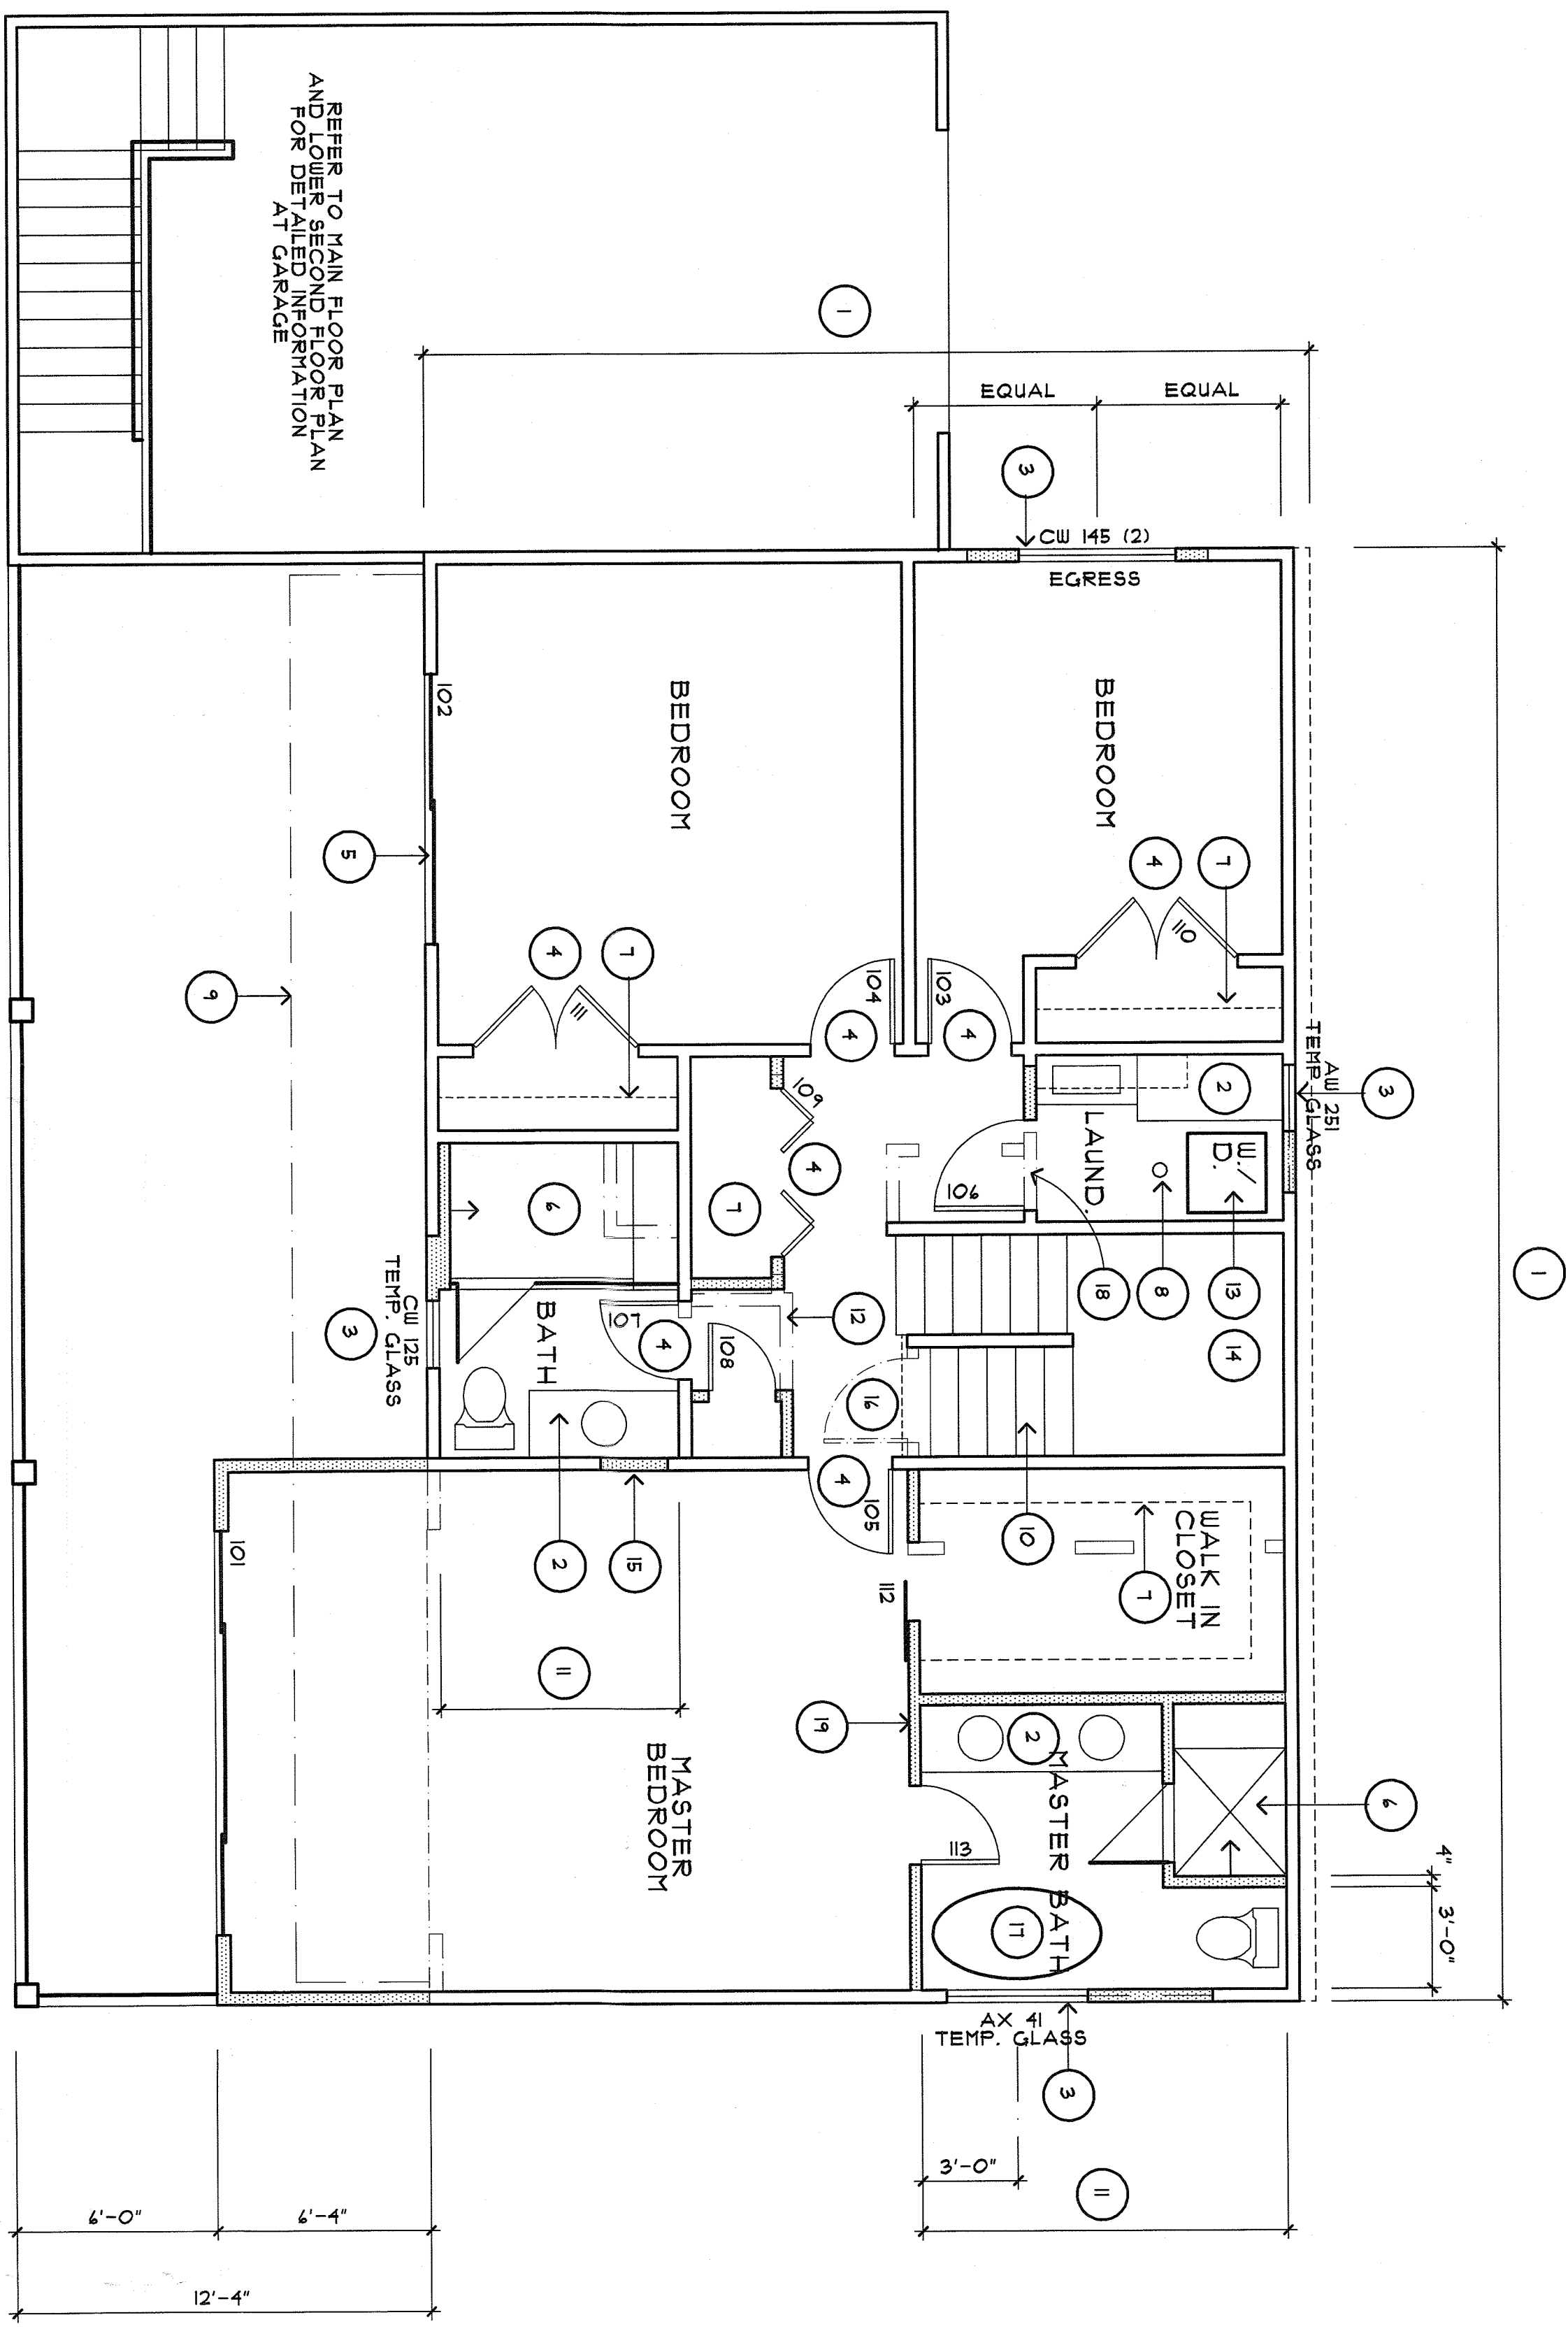 REFER TO MAIN FLOOR PLAN
AND LOWER SECOND FLOOR PLAN
FOR DETAILED INFORMATION
AT GARAGE
1
EQUAL
EQUAL
3
CW 145 (2)
EGRESS
1
BEDROOM
102
5
4
7
111
104
4
9
BEDROOM
4
7
110
103
4
3
AW 251
TEMP. GLASS
2
LAUND.
W./
D.
106
18
8
13
14
109
4
7
6
12
CW 125
TEMP. GLASS
3
BATH
107
4
108
2
15
16
4
105
10
WALK IN
CLOSET
7
112
101
11
MASTER
BEDROOM
19
2
MASTER BATH
6
113
17
4"
3'-0"
AX 41
TEMP. GLASS
3
3'-0"
11
6'-0"
6'-4"
12'-4"